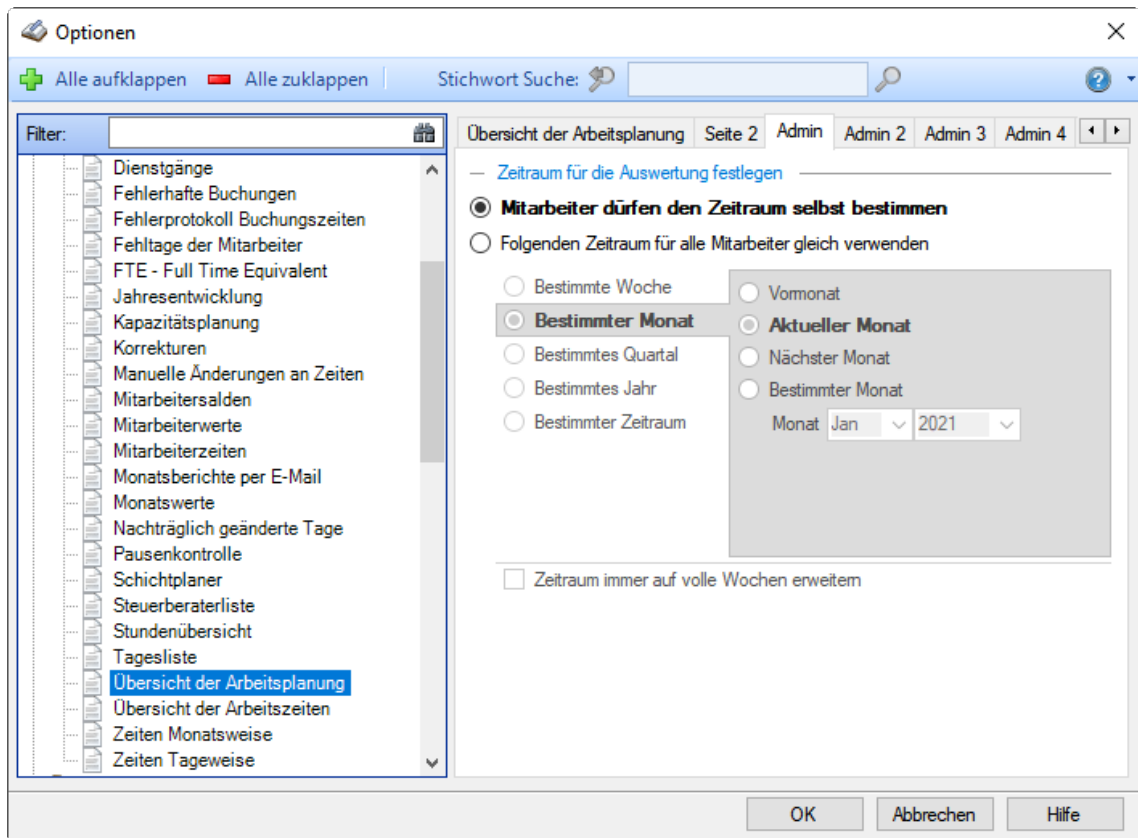 Optionen
Alle aufklappen Alle zuklappen Stichwort Suche:
Filter:
Dienstgänge
Fehlerhafte Buchungen
Fehlerprotokoll Buchungszeiten
Fehltage der Mitarbeiter
FTE - Full Time Equivalent
Jahresentwicklung
Kapazitätsplanung
Korrekturen
Manuelle Änderungen an Zeiten
Mitarbeitersalden
Mitarbeiterwerte
Mitarbeiterzeiten
Monatsberichte per E-Mail
Monatswerte
Nachträglich geänderte Tage
Pausenkontrolle
Schichtplaner
Steuerberaterliste
Stundenübersicht
Tagesliste
Übersicht der Arbeitsplanung
Übersicht der Arbeitszeiten
Zeiten Monatsweise
Zeiten Tageweise
Übersicht der Arbeitsplanung Seite 2 Admin Admin 2 Admin 3 Admin 4
Zeitraum für die Auswertung festlegen
Mitarbeiter dürfen den Zeitraum selbst bestimmen
Folgenden Zeitraum für alle Mitarbeiter gleich verwenden
Bestimmte Woche
Bestimmter Monat
Bestimmtes Quartal
Bestimmtes Jahr
Bestimmter Zeitraum
Vormonat
Aktueller Monat
Nächster Monat
Bestimmter Monat
Monat Jan 2021
Zeitraum immer auf volle Wochen erweitern
OK Abbrechen Hilfe